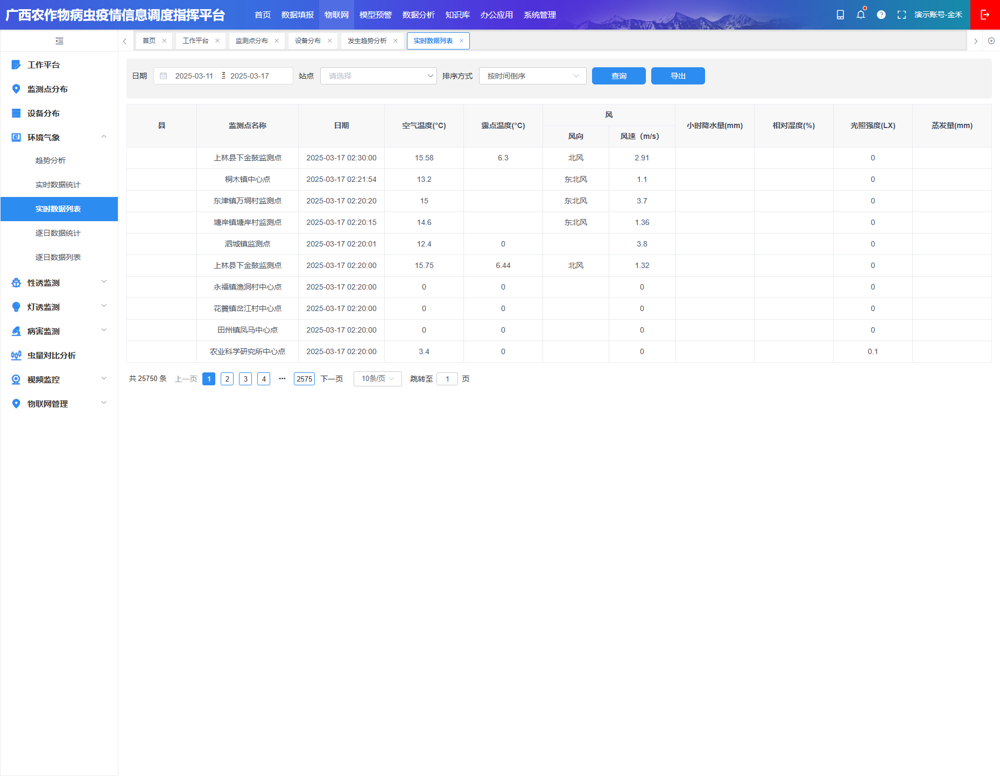 广西农作物病虫疫情信息调度指挥平台 首页 数据填报 物联网 模型预警 数据分析 知识库 办公应用 系统管理 演示账号-金禾
首页 工作平台 监测点分布 设备分布 发生趋势分析 实时数据列表
工作平台
监测点分布
设备分布
环境气象
趋势分析
实时数据统计
实时数据列表
逐日数据统计
逐日数据列表
性诱监测
灯诱监测
病害监测
虫量对比分析
视频监控
物联网管理
日期 2025-03-11 至 2025-03-17 站点 请选择 排序方式 按时间倒序 查询 导出
县 监测点名称 日期 空气温度(°C) 露点温度(°C) 风 小时降水量(mm) 相对湿度(%) 光照强度(LX) 蒸发量(mm)
风向 风速（m/s）
上林县下金鼓监测点 2025-03-17 02:30:00 15.58 6.3 北风 2.91 0
桐木镇中心点 2025-03-17 02:21:54 13.2 东北风 1.1 0
东津镇万垌村监测点 2025-03-17 02:20:20 15 东北风 3.7 0
塘岸镇塘岸村监测点 2025-03-17 02:20:15 14.6 东北风 1.36 0
泗城镇监测点 2025-03-17 02:20:01 12.4 0 3.8 0
上林县下金鼓监测点 2025-03-17 02:20:00 15.75 6.44 北风 1.32 0
永福镇渔洞村中心点 2025-03-17 02:20:00 0 0 0 0
花篢镇岔江村中心点 2025-03-17 02:20:00 0 0 0 0
田州镇凤马中心点 2025-03-17 02:20:00 0 0 0 0
农业科学研究所中心点 2025-03-17 02:20:00 3.4 0 0 0.1
共 25750 条 上一页 1 2 3 4 ••• 2575 下一页 10条/页 跳转至 1 页